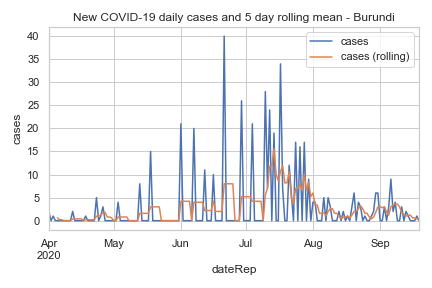 New COVID-19 daily cases and 5 day rolling mean - Burundi
cases
cases (rolling)
40
35
30
25
20
15
10
5
0
cases
Apr
2020
May
Jun
Jul
Aug
Sep
dateRep